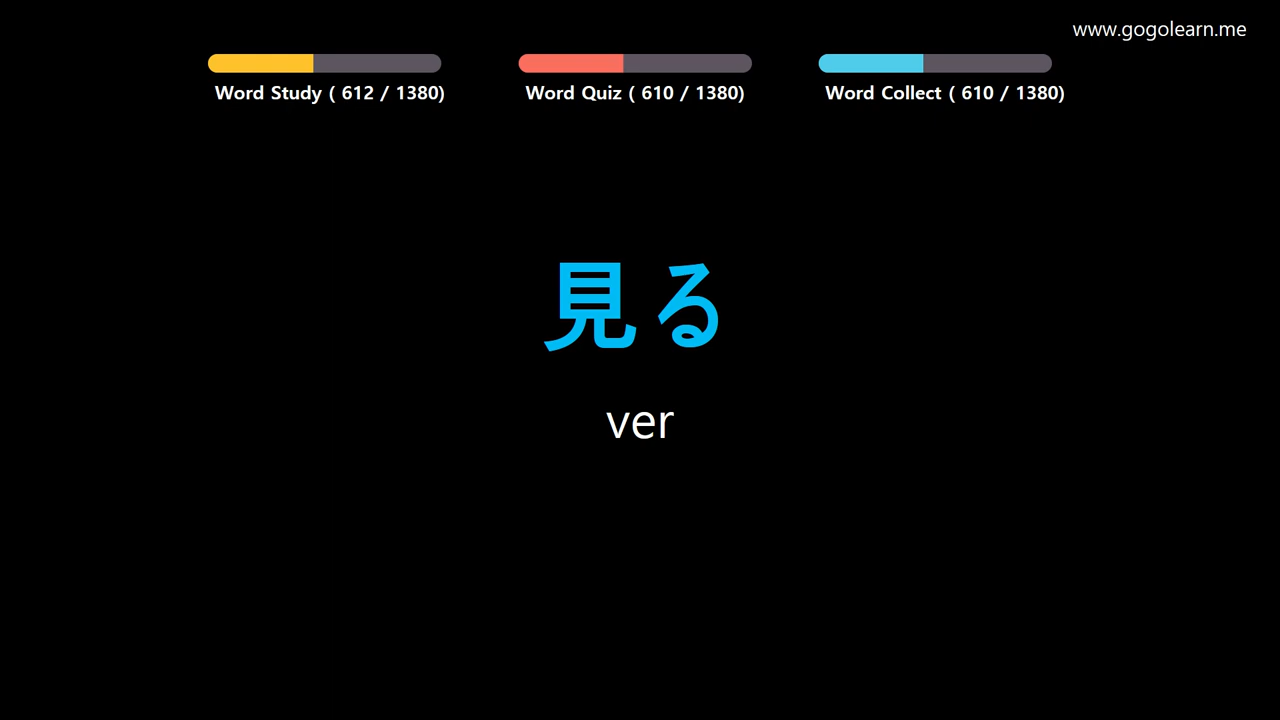 www.gogolearn.me
Word Study ( 612 / 1380)
Word Quiz ( 610 / 1380)
Word Collect ( 610 / 1380)
見る
ver